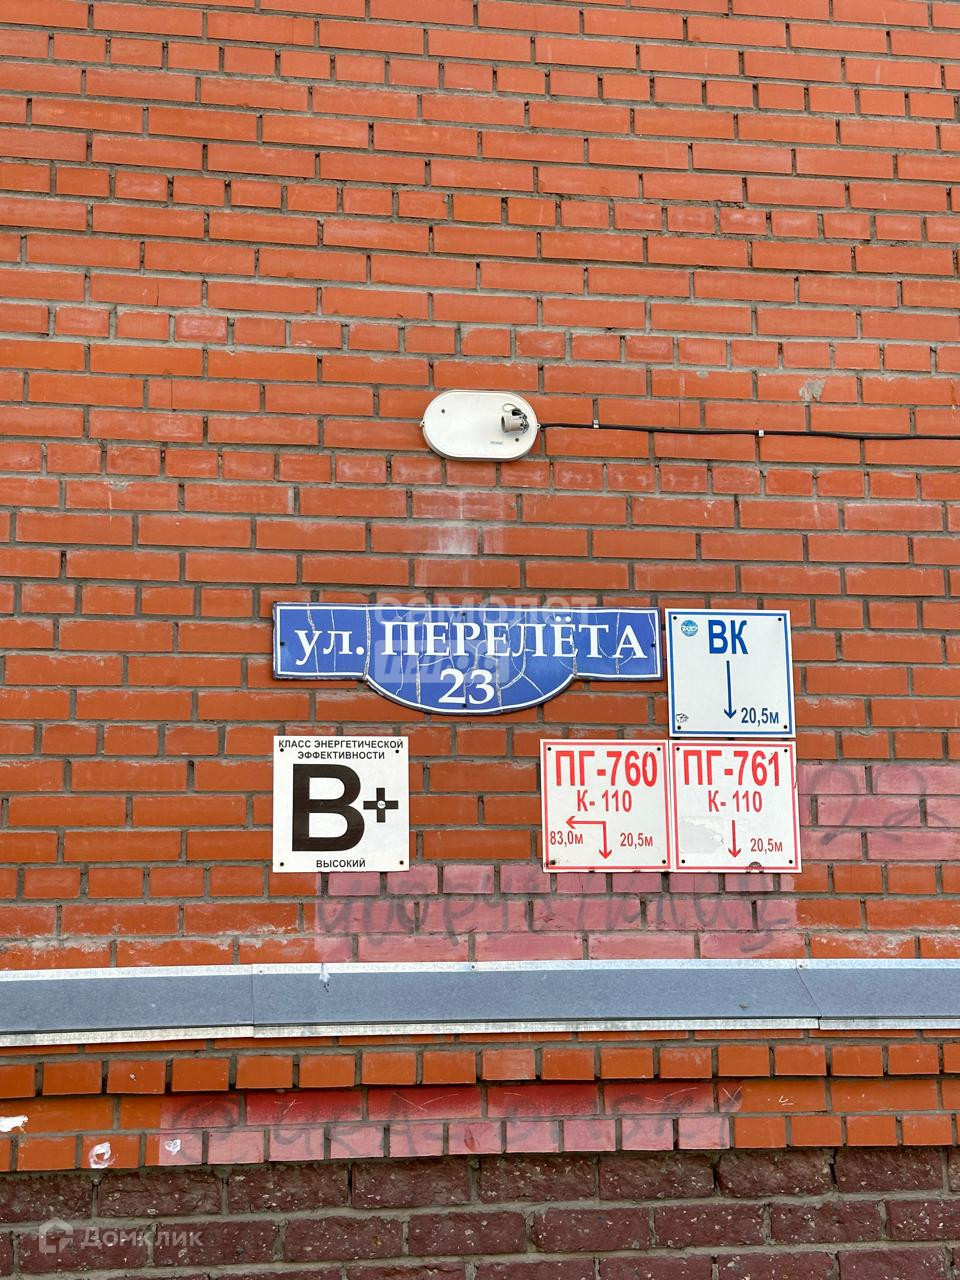 самолет
ул. ПЕРЕЛЁТА
23
ВК
20,5м
КЛАСС ЭНЕРГЕТИЧЕСКОЙ
ЭФФЕКТИВНОСТИ
B+
ВЫСОКИЙ
ПГ-760
К- 110
83,0м
20,5м
ПГ-761
К- 110
20,5м
Домклик